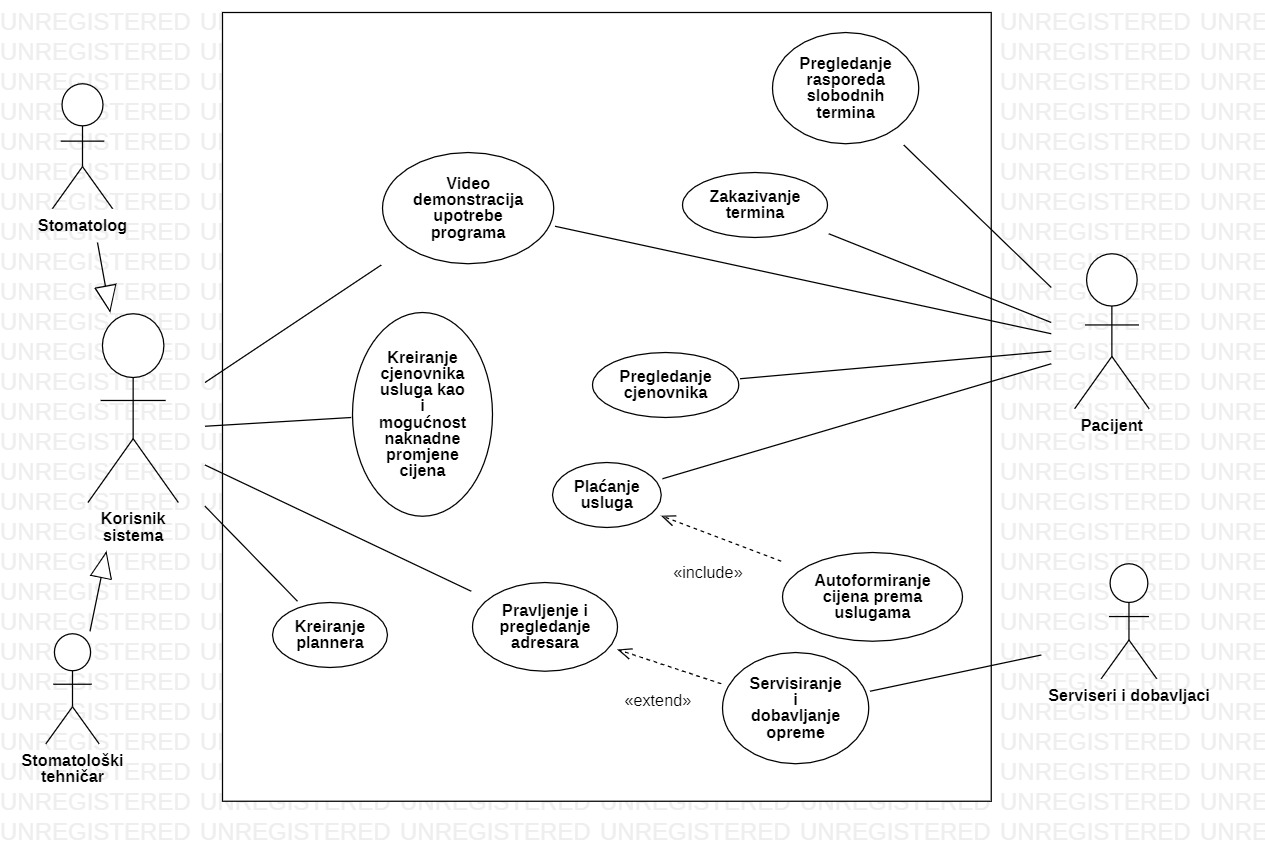 Pregledanje
rasporeda
slobodnih
termina
Stomatolog
Video
demonstracija
upotrebe
programa
Zakazivanje
termina
Kreiranje
cjenovnika
usluga kao
i
mogućnost
naknadne
promjene
cijena
Pregledanje
cjenovnika
Pacijent
Korisnik
sistema
Plaćanje
usluga
«include»
Autoformiranje
cijena prema
uslugama
Kreiranje
plannera
Pravljenje i
pregledanje
adresara
«extend»
Servisiranje
i
dobavljanje
opreme
Serviseri i dobavljaci
Stomatološki
tehničar
UNREGISTERED UNREGISTERED UNREGISTERED UNREGISTERED UNREGISTERED UNREGISTERED UNRE